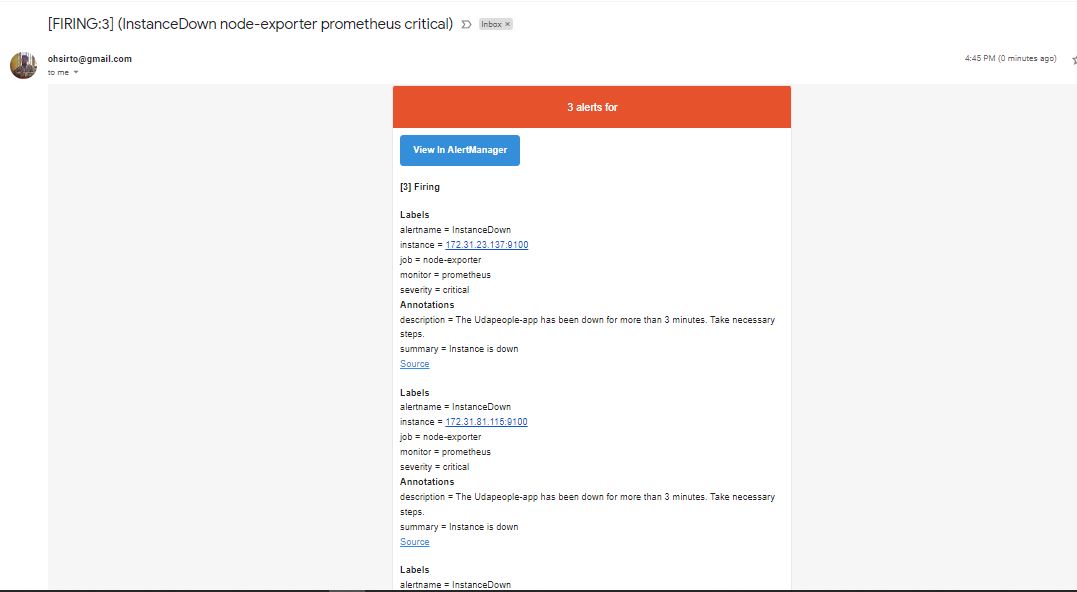 [FIRING:3] (InstanceDown node-exporter prometheus critical) Inbox ×
ohsirto@gmail.com 4:45 PM (0 minutes ago)
to me
3 alerts for
View In AlertManager
[3] Firing
Labels
alertname = InstanceDown
instance = 172.31.23.137:9100
job = node-exporter
monitor = prometheus
severity = critical
Annotations
description = The Udapeople-app has been down for more than 3 minutes. Take necessary
steps.
summary = Instance is down
Source
Labels
alertname = InstanceDown
instance = 172.31.81.115:9100
job = node-exporter
monitor = prometheus
severity = critical
Annotations
description = The Udapeople-app has been down for more than 3 minutes. Take necessary
steps.
summary = Instance is down
Source
Labels
alertname = InstanceDown